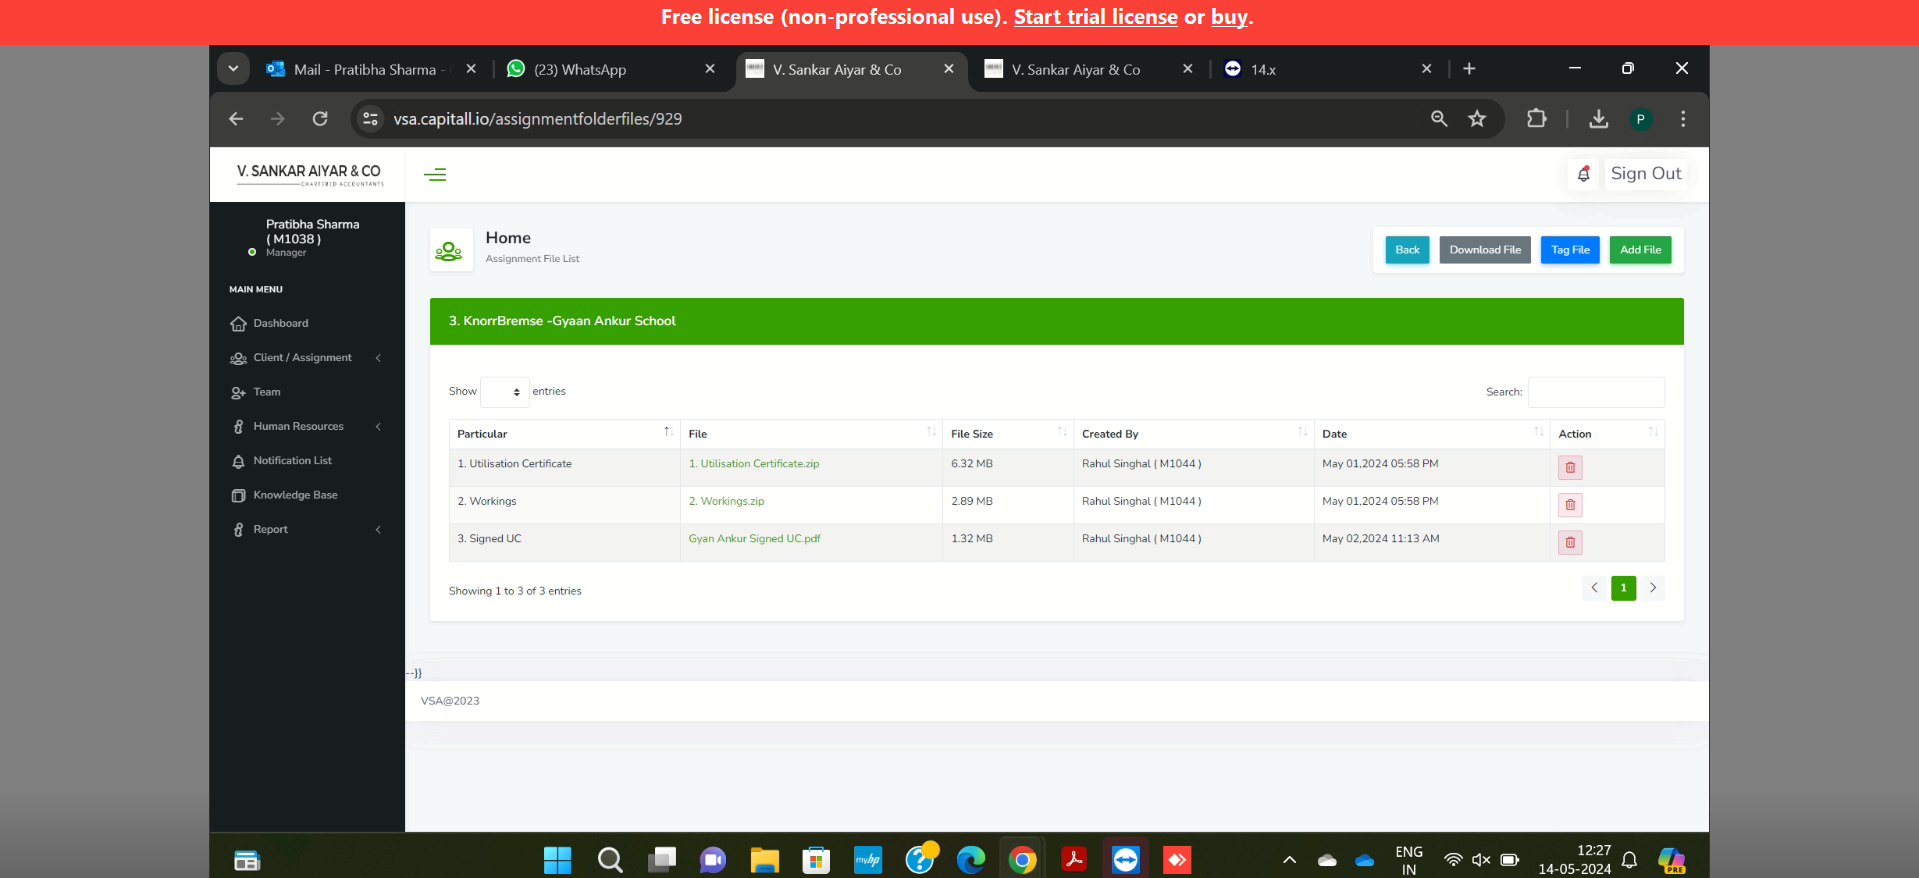 Free license (non-professional use). Start trial license or buy.
Mail - Pratibha Sharma -
(23) WhatsApp
V. Sankar Aiyar & Co
V. Sankar Aiyar & Co
14.x
vsa.capitall.io/assignmentfolderfiles/929
P
V. SANKAR AIYAR & CO
CHARTERED ACCOUNTANTS
Sign Out
Pratibha Sharma
( M1038 )
Manager
MAIN MENU
Dashboard
Client / Assignment
Team
Human Resources
Notification List
Knowledge Base
Report
Home
Assignment File List
Back
Download File
Tag File
Add File
3. KnorrBremse -Gyaan Ankur School
Show entries
Search:
Particular File File Size Created By Date Action
1. Utilisation Certificate 1. Utilisation Certificate.zip 6.32 MB Rahul Singhal ( M1044 ) May 01,2024 05:58 PM
2. Workings 2. Workings.zip 2.89 MB Rahul Singhal ( M1044 ) May 01,2024 05:58 PM
3. Signed UC Gyan Ankur Signed UC.pdf 1.32 MB Rahul Singhal ( M1044 ) May 02,2024 11:13 AM
Showing 1 to 3 of 3 entries
1
--}}
VSA@2023
myhp
ENG
IN
12:27
14-05-2024
PRE